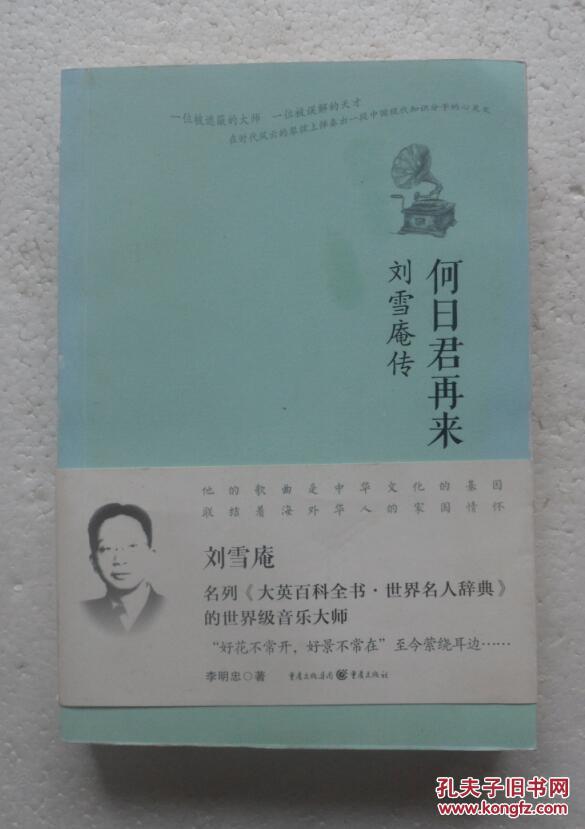 一位被遮蔽的大师 一位被误解的天才
在时代风云的琴弦上弹奏出一段中国现代知识分子的心灵史
何日君再来
刘雪庵传
他的歌曲是中华文化的基因
联结着海外华人的家国情怀
刘雪庵
名列《大英百科全书·世界名人辞典》
的世界级音乐大师
“好花不常开，好景不常在”至今萦绕耳边……
李明忠◎著
重庆出版集团 重庆出版社
孔夫子旧书网
www.kongfz.com